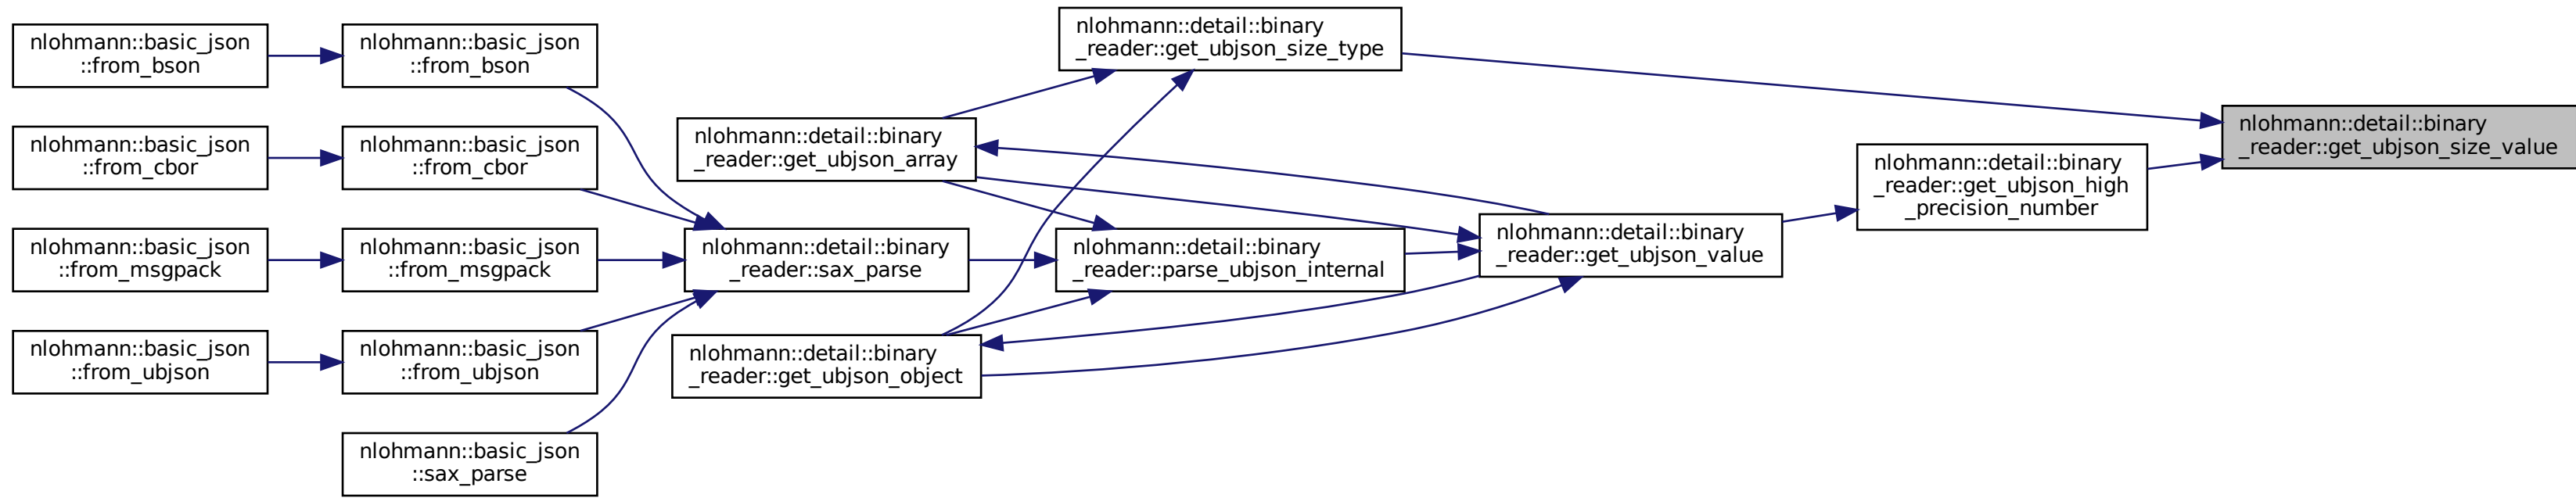 nlohmann::basic_json
::from_bson
nlohmann::basic_json
::from_cbor
nlohmann::basic_json
::from_msgpack
nlohmann::basic_json
::from_ubjson
nlohmann::basic_json
::from_bson
nlohmann::basic_json
::from_cbor
nlohmann::basic_json
::from_msgpack
nlohmann::basic_json
::from_ubjson
nlohmann::basic_json
::sax_parse
nlohmann::detail::binary
_reader::get_ubjson_array
nlohmann::detail::binary
_reader::sax_parse
nlohmann::detail::binary
_reader::get_ubjson_object
nlohmann::detail::binary
_reader::get_ubjson_size_type
nlohmann::detail::binary
_reader::parse_ubjson_internal
nlohmann::detail::binary
_reader::get_ubjson_value
nlohmann::detail::binary
_reader::get_ubjson_high
_precision_number
nlohmann::detail::binary
_reader::get_ubjson_size_value